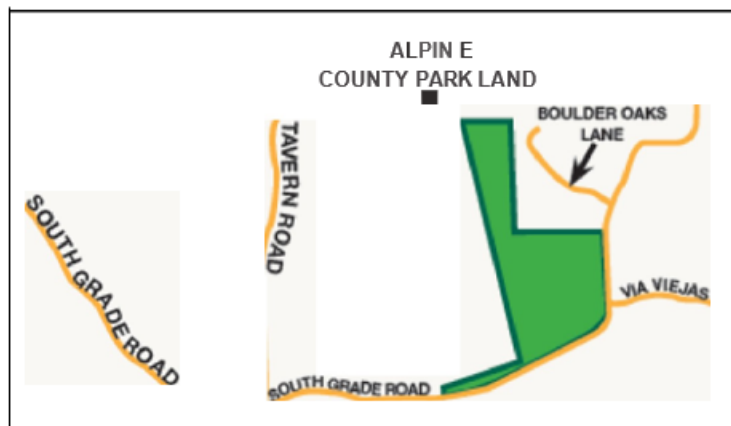 ALPIN E
COUNTY PARK LAND
BOULDER OAKS
LANE
TAVERN ROAD
SOUTH GRADE ROAD
VIA VIEJAS
SOUTH GRADE ROAD